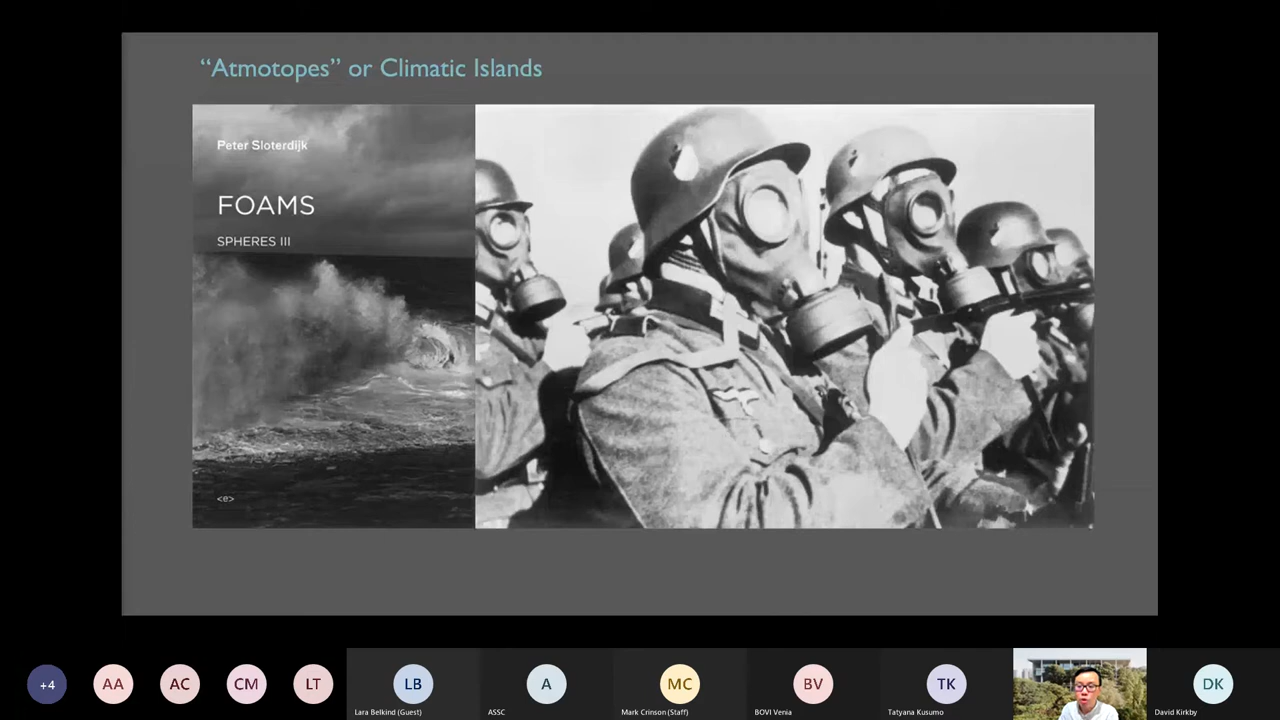 “Atmotopes” or Climatic Islands
Peter Sloterdijk
FOAMS
SPHERES III
<e>
+4
AA
AC
CM
LT
LB
Lara Belkind (Guest)
A
ASSC
MC
Mark Crinson (Staff)
BV
BOVI Venia
TK
Tatyana Kusumo
DK
David Kirkby